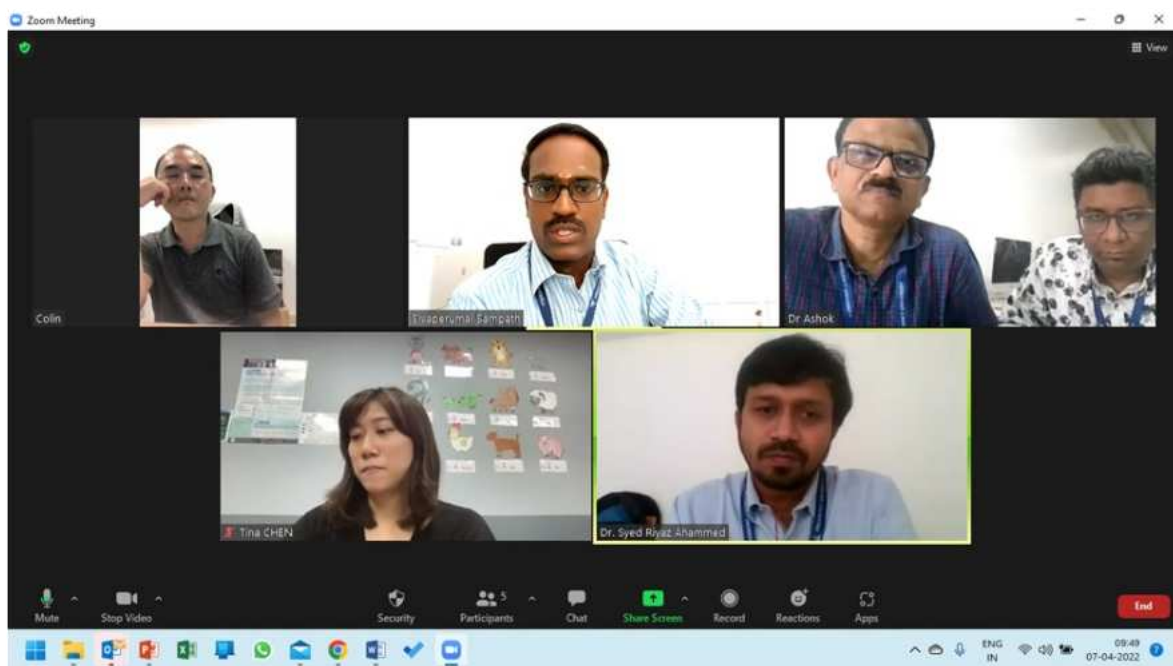 Zoom Meeting
View
Colin
Sivaperumal Sampath
Dr Ashok
Tina CHEN
Dr. Syed Riyaz Ahammed
Mute
Stop Video
Security
Participants
5
Chat
Share Screen
Record
Reactions
Apps
End
ENG
IN
09:49
07-04-2022